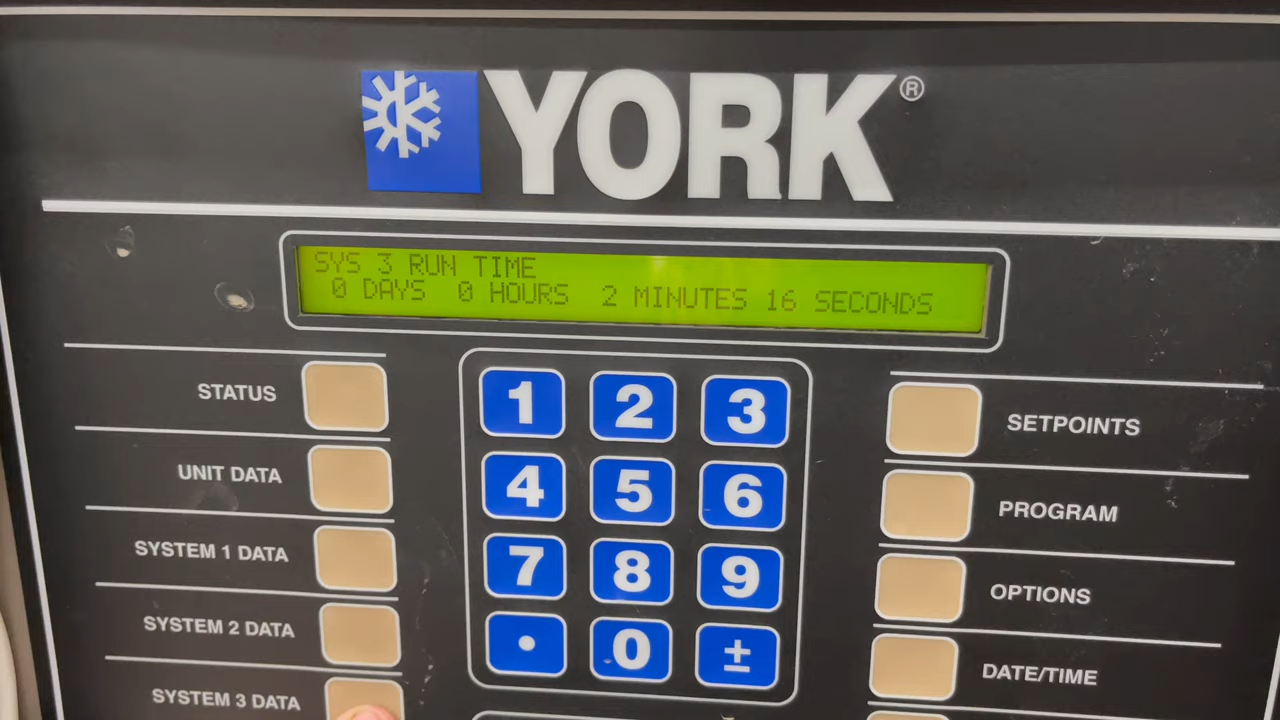 YORK®
SYS 3 RUN TIME
0 DAYS 0 HOURS 2 MINUTES 16 SECONDS
STATUS
UNIT DATA
SYSTEM 1 DATA
SYSTEM 2 DATA
SYSTEM 3 DATA
1 2 3
4 5 6
7 8 9
• 0 ±
SETPOINTS
PROGRAM
OPTIONS
DATE/TIME